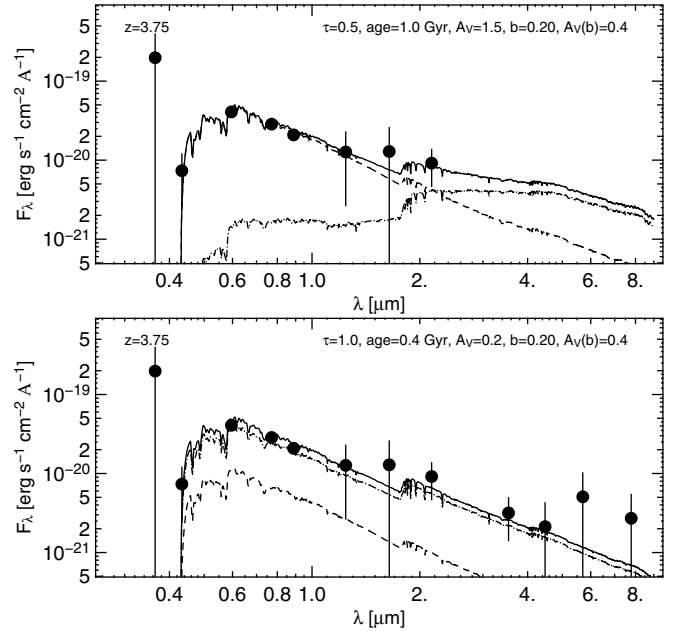 z=3.75 τ=0.5, age=1.0 Gyr, A_V=1.5, b=0.20, A_V(b)=0.4
5
10⁻¹⁹
5
2
10⁻²⁰
5
2
10⁻²¹
5
F_λ [erg s⁻¹ cm⁻² A⁻¹]
0.4 0.6 0.8 1.0 2. 4. 6. 8.
λ [μm]
z=3.75 τ=1.0, age=0.4 Gyr, A_V=0.2, b=0.20, A_V(b)=0.4
5
2
10⁻¹⁹
5
2
10⁻²⁰
5
2
10⁻²¹
5
F_λ [erg s⁻¹ cm⁻² A⁻¹]
0.4 0.6 0.8 1.0 2. 4. 6. 8.
λ [μm]